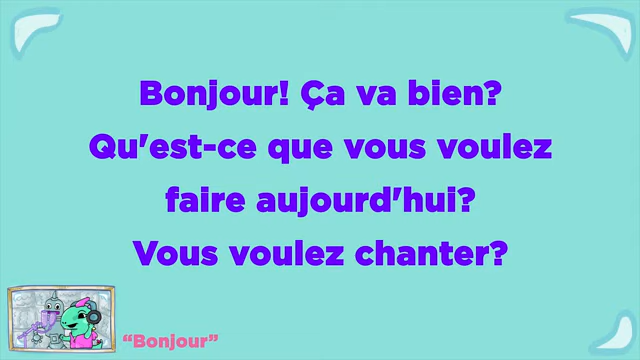 Bonjour! Ça va bien?
Qu'est-ce que vous voulez
faire aujourd'hui?
Vous voulez chanter?
“Bonjour”